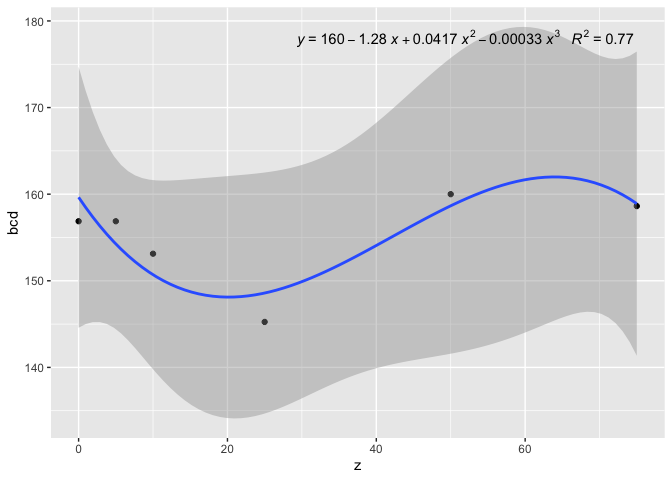 y = 160 – 1.28 x + 0.0417 x² – 0.00033 x³ R² = 0.77
180
170
160
150
140
bcd
0 20 40 60
z